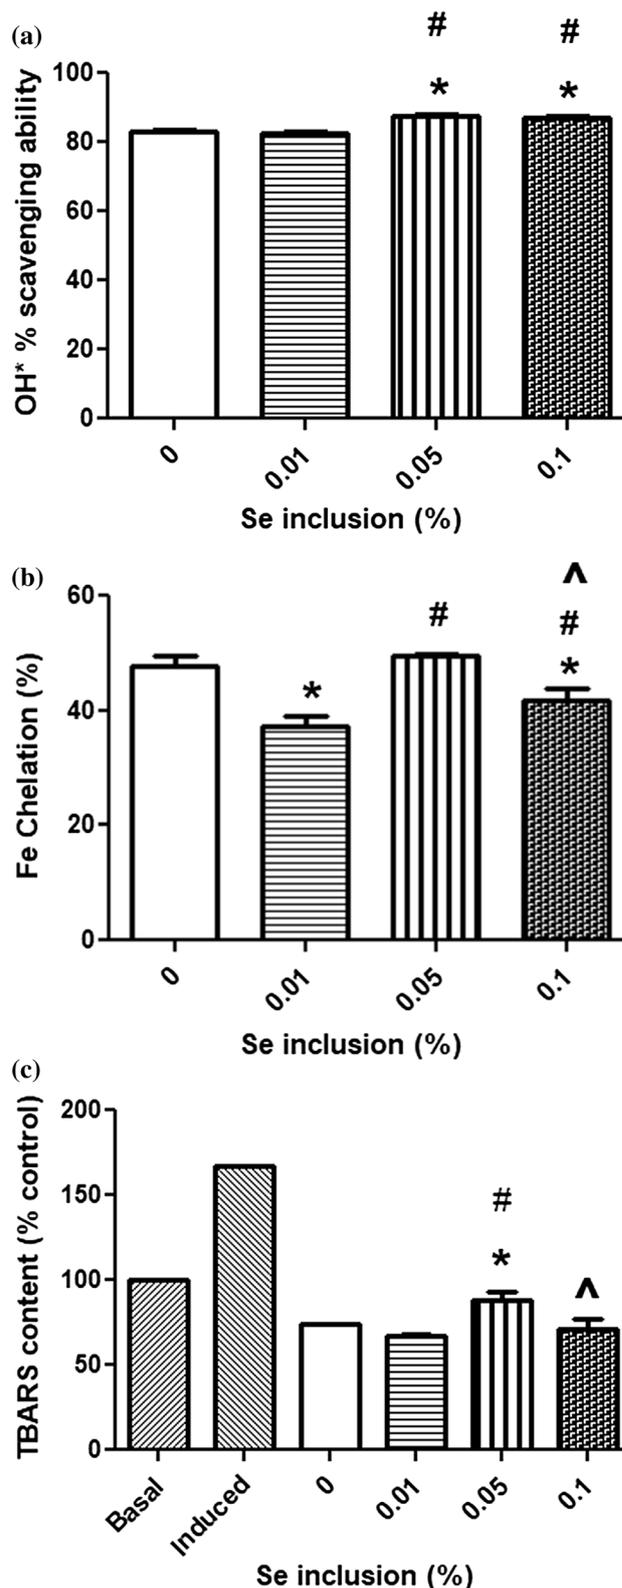 (a)
OH* % scavenging ability
# #
100 * *
80
60
40
20
0
0 0.01 0.05 0.1
Se inclusion (%)
(b)
Fe Chelation (%)
^
60 # #
* *
40
20
0
0 0.01 0.05 0.1
Se inclusion (%)
(c)
TBARS content (% control)
200
150 #
*
100 ^
50
0
Basal Induced 0 0.01 0.05 0.1
Se inclusion (%)